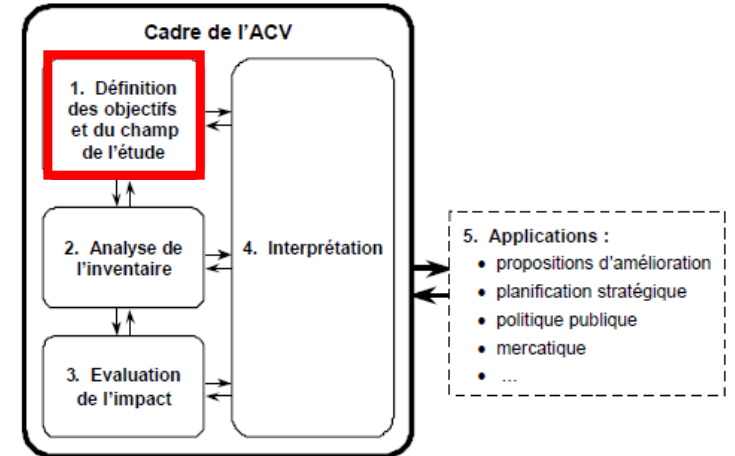 Cadre de l'ACV
1. Définition
des objectifs
et du champ
de l'étude
2. Analyse de
l'inventaire
3. Evaluation
de l'impact
4. Interprétation
5. Applications :
• propositions d'amélioration
• planification stratégique
• politique publique
• mercatique
• ...